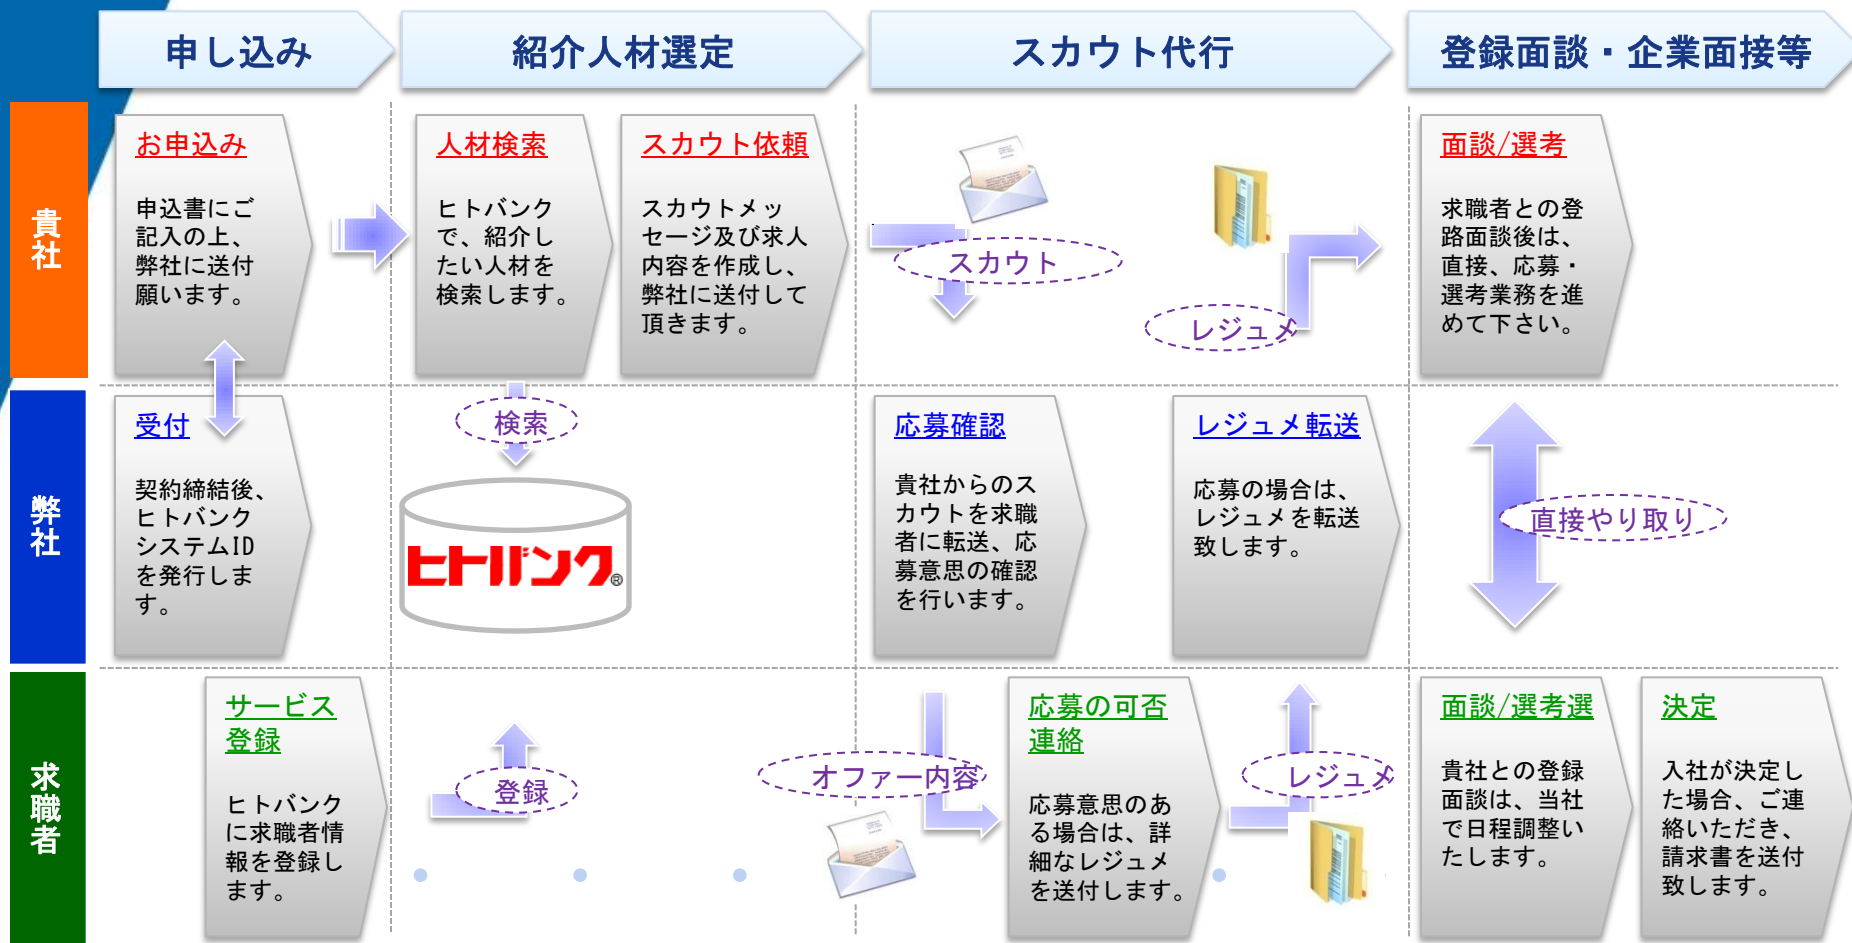 申し込み
紹介人材選定
スカウト代行
登録面談・企業面接等
貴社
お申込み
申込書にご
記入の上、
弊社に送付
願います。
人材検索
ヒトバンク
で、紹介し
たい人材を
検索します。
スカウト依頼
スカウトメッ
セージ及び求人
内容を作成し、
弊社に送付して
頂きます。
スカウト
レジュメ
面談/選考
求職者との登
路面談後は、
直接、応募・
選考業務を進
めて下さい。
弊社
受付
契約締結後、
ヒトバンク
システムID
を発行しま
す。
検索
ヒトバンク®
応募確認
貴社からのス
カウトを求職
者に転送、応
募意思の確認
を行います。
レジュメ転送
応募の場合は、
レジュメを転送
致します。
直接やり取り
求職者
サービス
登録
ヒトバンク
に求職者情
報を登録し
ます。
登録
オファー内容
応募の可否
連絡
応募意思のあ
る場合は、詳
細なレジュメ
を送付します。
レジュメ
面談/選考選
貴社との登録
面談は、当社
で日程調整い
たします。
決定
入社が決定し
た場合、ご連
絡いただき、
請求書を送付
致します。